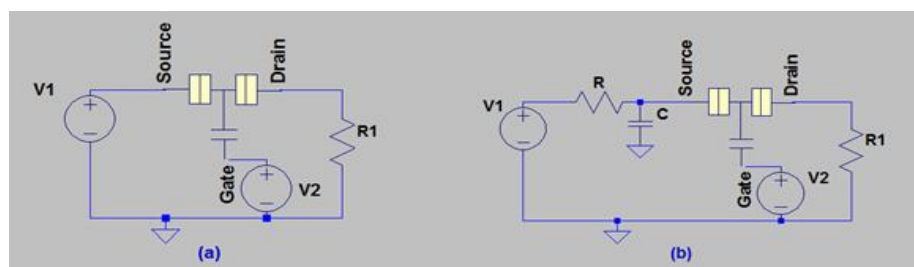 V1
Source
Drain
R1
Gate
V2
(a)
V1
R
C
Source
Drain
R1
Gate
V2
(b)